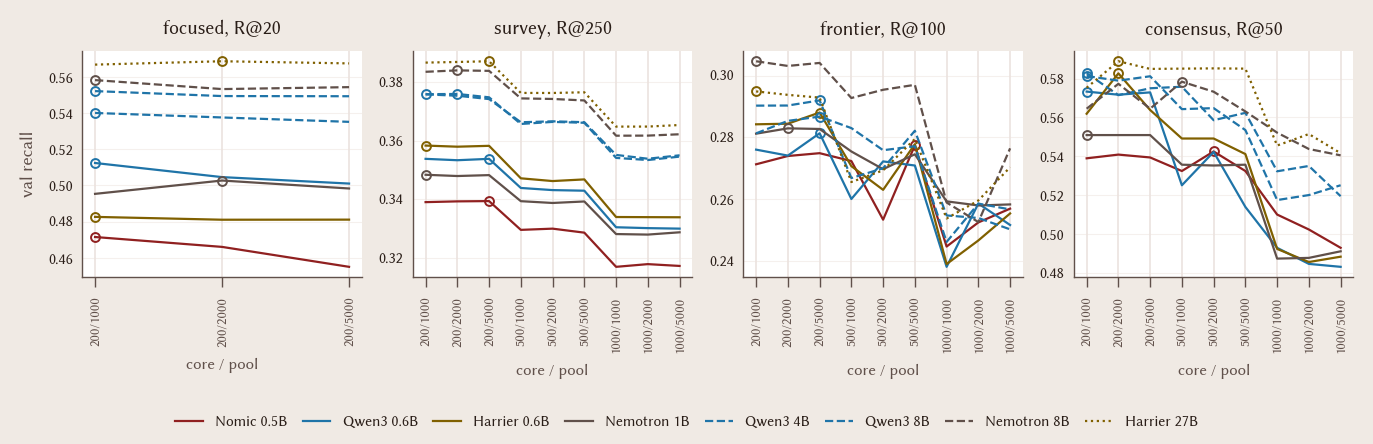 focused, R@20
survey, R@250
frontier, R@100
consensus, R@50
val recall
0.56
0.54
0.52
0.50
0.48
0.46
200/1000
200/2000
200/5000
core / pool
0.38
0.36
0.34
0.32
200/1000
200/2000
200/5000
500/1000
500/2000
500/5000
1000/1000
1000/2000
1000/5000
core / pool
0.30
0.28
0.26
0.24
200/1000
200/2000
200/5000
500/1000
500/2000
500/5000
1000/1000
1000/2000
1000/5000
core / pool
0.58
0.56
0.54
0.52
0.50
0.48
200/1000
200/2000
200/5000
500/1000
500/2000
500/5000
1000/1000
1000/2000
1000/5000
core / pool
Nomic 0.5B
Qwen3 0.6B
Harrier 0.6B
Nemotron 1B
Qwen3 4B
Qwen3 8B
Nemotron 8B
Harrier 27B